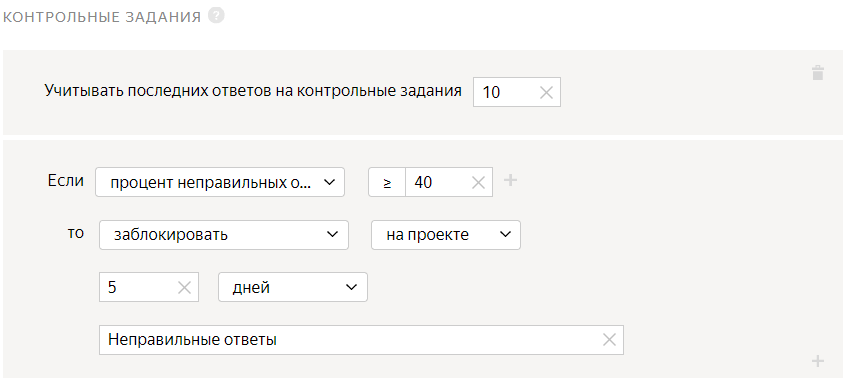 КОНТРОЛЬНЫЕ ЗАДАНИЯ ?
Учитывать последних ответов на контрольные задания 10
Если процент неправильных о... ≥ 40
то заблокировать на проекте
5 дней
Неправильные ответы